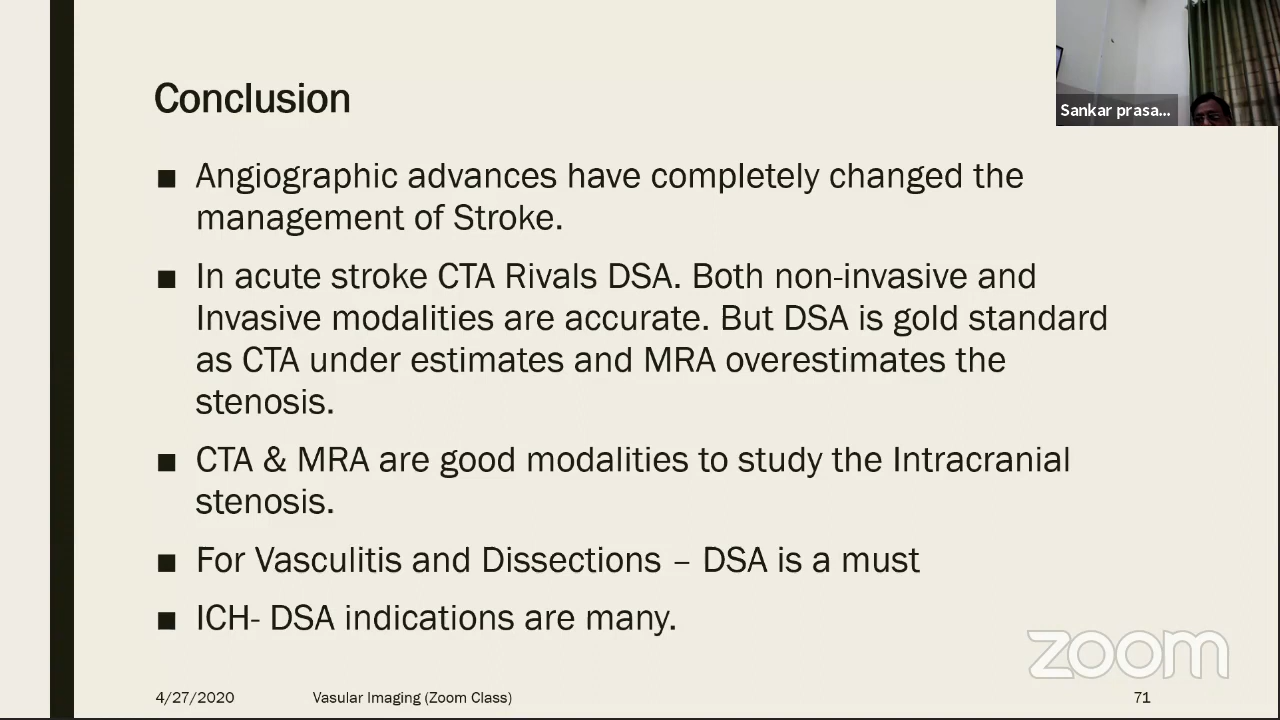 Conclusion
Sankar prasa...
■ Angiographic advances have completely changed the
management of Stroke.
■ In acute stroke CTA Rivals DSA. Both non-invasive and
Invasive modalities are accurate. But DSA is gold standard
as CTA under estimates and MRA overestimates the
stenosis.
■ CTA & MRA are good modalities to study the Intracranial
stenosis.
■ For Vasculitis and Dissections – DSA is a must
■ ICH- DSA indications are many.
zoom
4/27/2020 Vasular Imaging (Zoom Class) 71